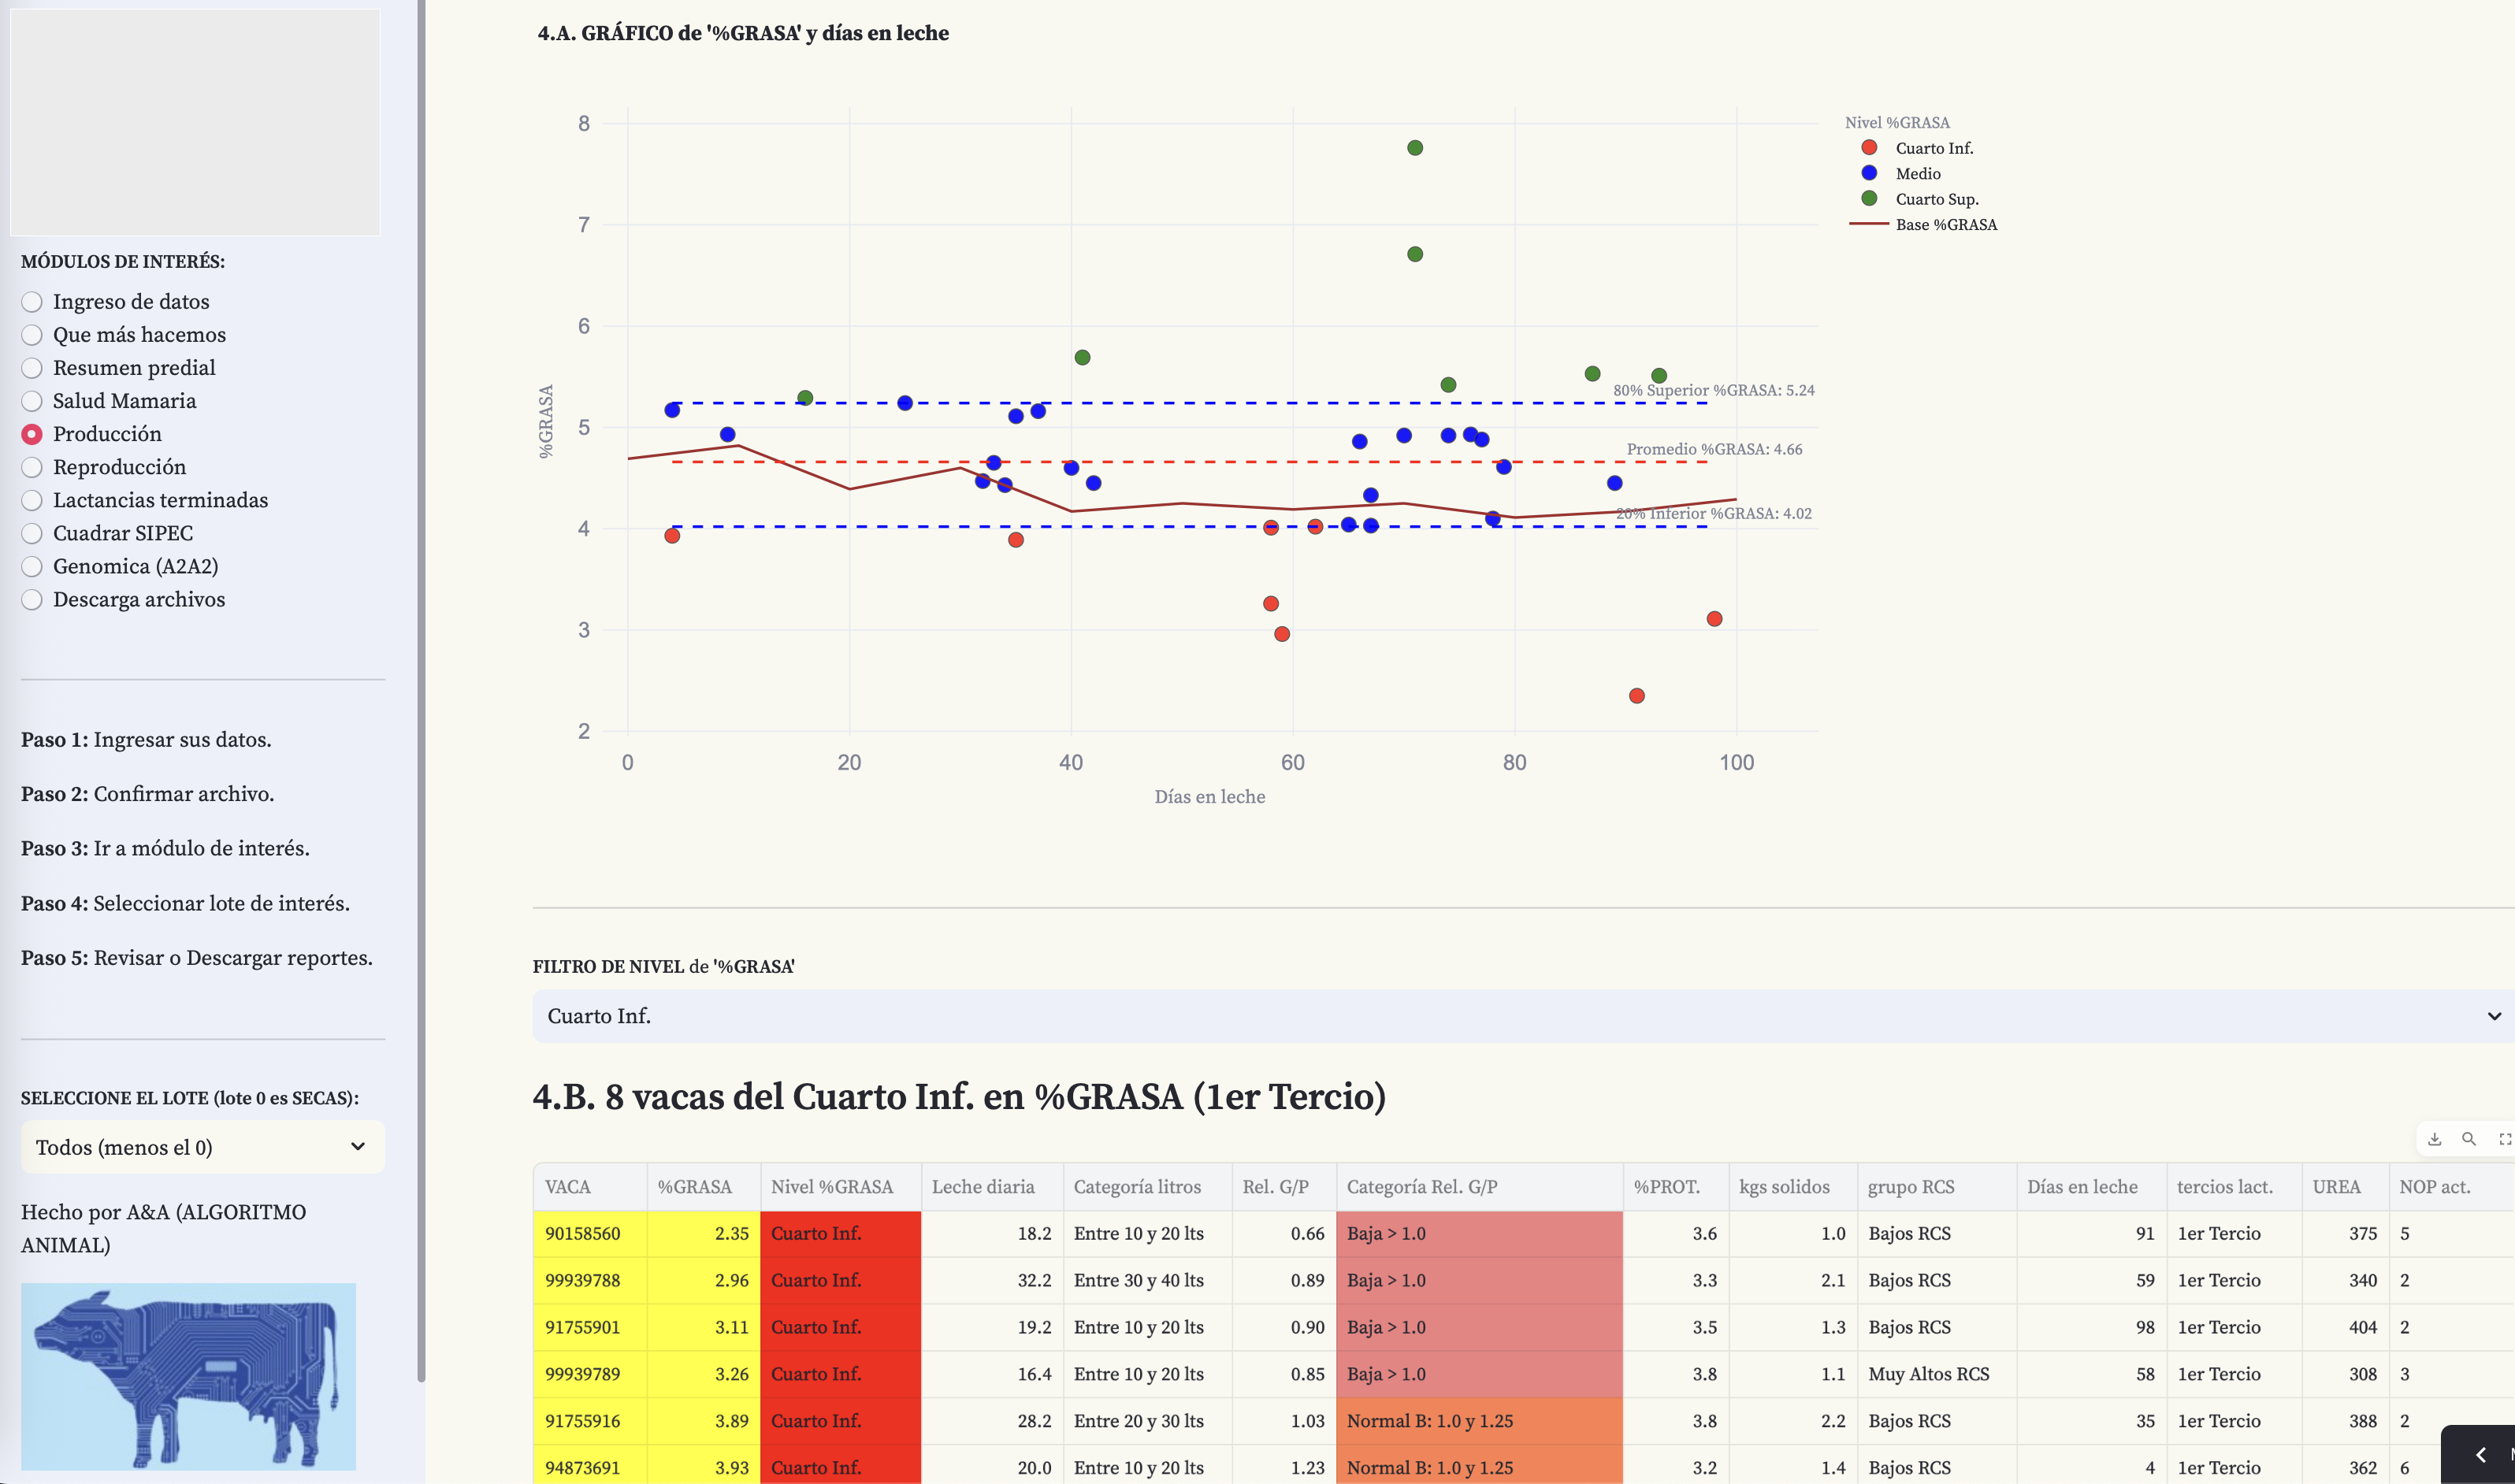 MÓDULOS DE INTERÉS:
Ingreso de datos
Que más hacemos
Resumen predial
Salud Mamaria
Producción
Reproducción
Lactancias terminadas
Cuadrar SIPEC
Genomica (A2A2)
Descarga archivos
Paso 1: Ingresar sus datos.
Paso 2: Confirmar archivo.
Paso 3: Ir a módulo de interés.
Paso 4: Seleccionar lote de interés.
Paso 5: Revisar o Descargar reportes.
SELECCIONE EL LOTE (lote 0 es SECAS):
Todos (menos el 0)
Hecho por A&A (ALGORITMO
ANIMAL)
4.A. GRÁFICO de '%GRASA' y días en leche
%GRASA
8
7
6
5
4
3
2
0 20 40 60 80 100
Días en leche
80% Superior %GRASA: 5.24
Promedio %GRASA: 4.66
20% Inferior %GRASA: 4.02
Nivel %GRASA
Cuarto Inf.
Medio
Cuarto Sup.
Base %GRASA
FILTRO DE NIVEL de '%GRASA'
Cuarto Inf.
4.B. 8 vacas del Cuarto Inf. en %GRASA (1er Tercio)
VACA %GRASA Nivel %GRASA Leche diaria Categoría litros Rel. G/P Categoría Rel. G/P %PROT. kgs solidos grupo RCS Días en leche tercios lact. UREA NOP act.
90158560 2.35 Cuarto Inf. 18.2 Entre 10 y 20 lts 0.66 Baja > 1.0 3.6 1.0 Bajos RCS 91 1er Tercio 375 5
99939788 2.96 Cuarto Inf. 32.2 Entre 30 y 40 lts 0.89 Baja > 1.0 3.3 2.1 Bajos RCS 59 1er Tercio 340 2
91755901 3.11 Cuarto Inf. 19.2 Entre 10 y 20 lts 0.90 Baja > 1.0 3.5 1.3 Bajos RCS 98 1er Tercio 404 2
99939789 3.26 Cuarto Inf. 16.4 Entre 10 y 20 lts 0.85 Baja > 1.0 3.8 1.1 Muy Altos RCS 58 1er Tercio 308 3
91755916 3.89 Cuarto Inf. 28.2 Entre 20 y 30 lts 1.03 Normal B: 1.0 y 1.25 3.8 2.2 Bajos RCS 35 1er Tercio 388 2
94873691 3.93 Cuarto Inf. 20.0 Entre 10 y 20 lts 1.23 Normal B: 1.0 y 1.25 3.2 1.4 Bajos RCS 4 1er Tercio 362 6